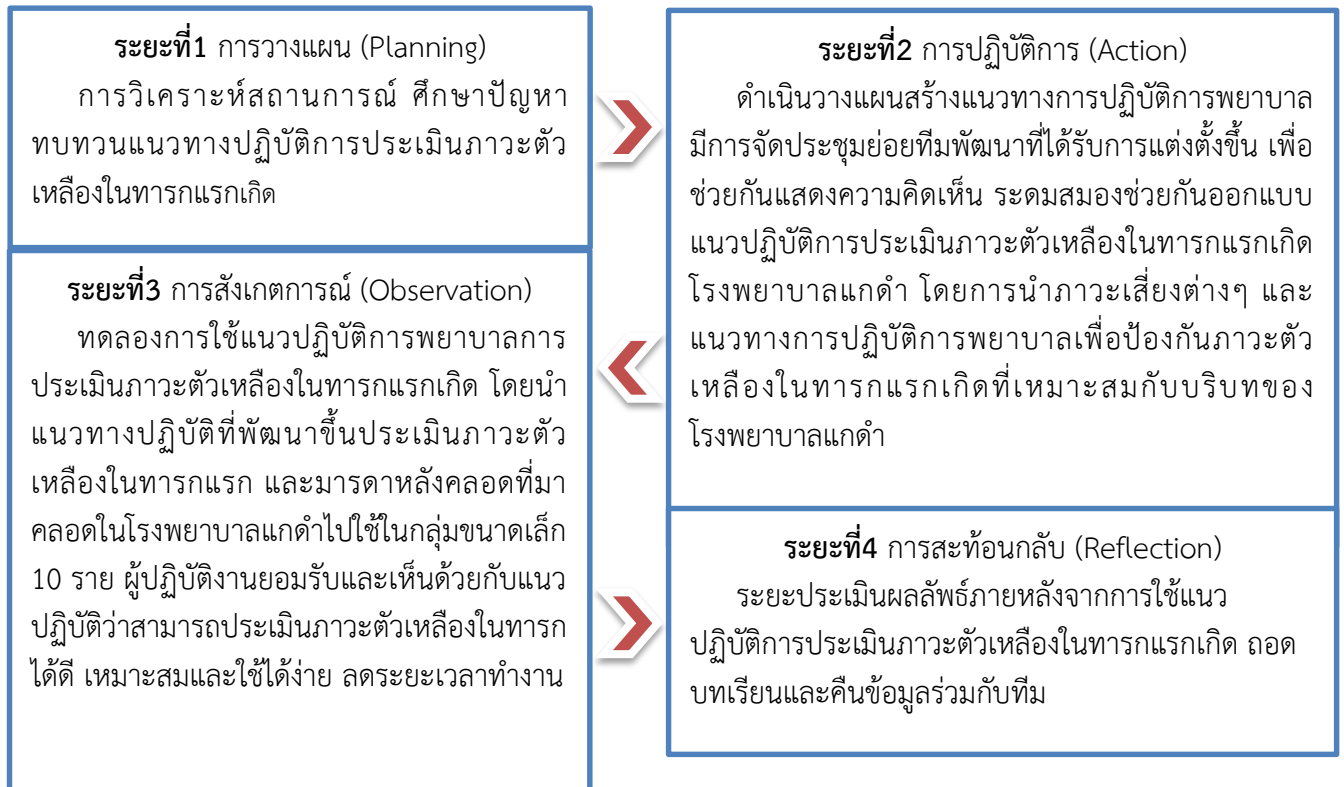 ระยะที่1 การวางแผน (Planning)
การวิเคราะห์สถานการณ์ ศึกษาปัญหา
ทบทวนแนวทางปฏิบัติการประเมินภาวะตัว
เหลืองในทารกแรกเกิด
ระยะที่2 การปฏิบัติการ (Action)
ดำเนินวางแผนสร้างแนวทางการปฏิบัติการพยาบาล
มีการจัดประชุมย่อยทีมพัฒนาที่ได้รับการแต่งตั้งขึ้น เพื่อ
ช่วยกันแสดงความคิดเห็น ระดมสมองช่วยกันออกแบบ
แนวปฏิบัติการประเมินภาวะตัวเหลืองในทารกแรกเกิด
โรงพยาบาลแกดำ โดยการนำภาวะเสี่ยงต่างๆ และ
แนวทางการปฏิบัติการพยาบาลเพื่อป้องกันภาวะตัว
เหลืองในทารกแรกเกิดที่เหมาะสมกับบริบทของ
โรงพยาบาลแกดำ
ระยะที่3 การสังเกตการณ์ (Observation)
ทดลองการใช้แนวปฏิบัติการพยาบาลการ
ประเมินภาวะตัวเหลืองในทารกแรกเกิด โดยนำ
แนวทางปฏิบัติที่พัฒนาขึ้นประเมินภาวะตัว
เหลืองในทารกแรก และมารดาหลังคลอดที่มา
คลอดในโรงพยาบาลแกดำไปใช้ในกลุ่มขนาดเล็ก
10 ราย ผู้ปฏิบัติงานยอมรับและเห็นด้วยกับแนว
ปฏิบัติว่าสามารถประเมินภาวะตัวเหลืองในทารก
ได้ดี เหมาะสมและใช้ได้ง่าย ลดระยะเวลาทำงาน
ระยะที่4 การสะท้อนกลับ (Reflection)
ระยะประเมินผลลัพธ์ภายหลังจากการใช้แนว
ปฏิบัติการประเมินภาวะตัวเหลืองในทารกแรกเกิด ถอด
บทเรียนและคืนข้อมูลร่วมกับทีม